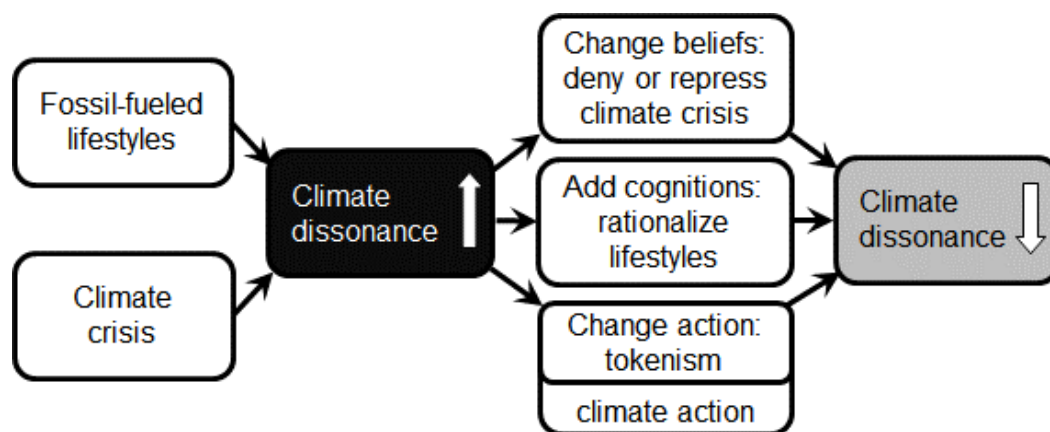 Fossil-fueled
lifestyles
Climate
crisis
Climate
dissonance
Change beliefs:
deny or repress
climate crisis
Add cognitions:
rationalize
lifestyles
Change action:
tokenism
climate action
Climate
dissonance